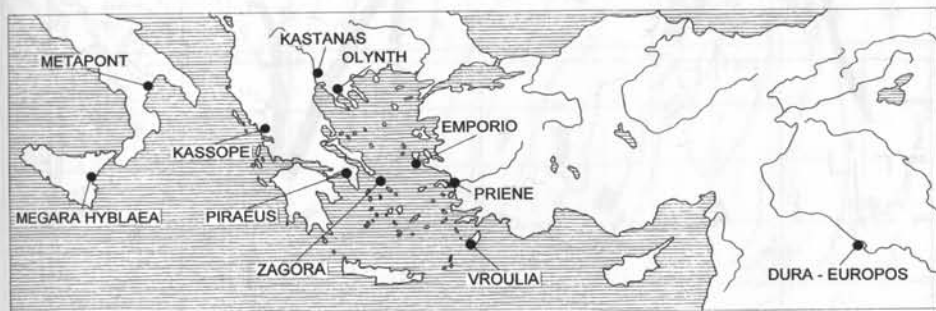 KASTANAS
METAPONT
OLYNTH
EMPORIO
KASSOPE
PRIENE
MEGARA HYBLAEA
PIRAEUS
ZAGORA
VROULIA
DURA - EUROPOS